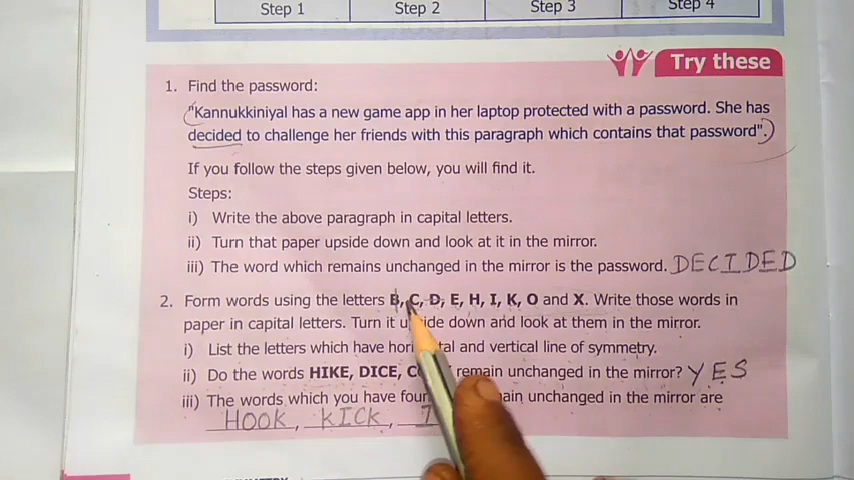 Step 1 Step 2 Step 3 Step 4
Try these
1. Find the password:
"Kannukkiniyal has a new game app in her laptop protected with a password. She has
decided to challenge her friends with this paragraph which contains that password".
If you follow the steps given below, you will find it.
Steps:
i) Write the above paragraph in capital letters.
ii) Turn that paper upside down and look at it in the mirror.
iii) The word which remains unchanged in the mirror is the password. DECIDED
2. Form words using the letters B, C, D, E, H, I, K, O and X. Write those words in
paper in capital letters. Turn it down and look at them in the mirror.
i) List the letters which have and vertical line of symmetry.
ii) Do the words HIKE, DICE, remain unchanged in the mirror? YES
iii) The words which you have unchanged in the mirror are
HOOK, KICK,